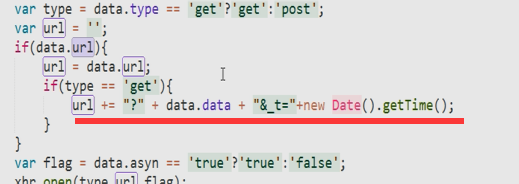 var type = data.type == 'get'?'get':'post';
var url = '';
if(data.url){
url = data.url;
if(type == 'get'){
url += "?" + data.data + "&_t="+new Date().getTime();
}
}
var flag = data.asyn == 'true'?'true':'false';
xhr.open(type,url,flag);